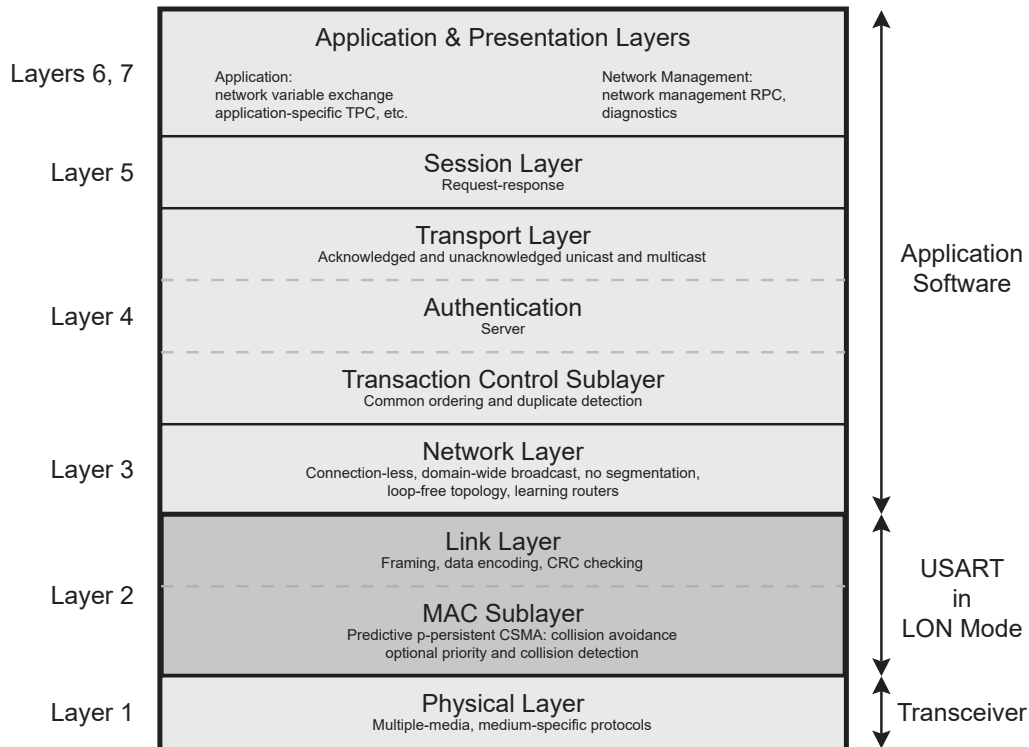 Application & Presentation Layers
Layers 6, 7
Application:
network variable exchange
application-specific TPC, etc.
Network Management:
network management RPC,
diagnostics
Layer 5
Session Layer
Request-response
Transport Layer
Acknowledged and unacknowledged unicast and multicast
Layer 4
Authentication
Server
Transaction Control Sublayer
Common ordering and duplicate detection
Layer 3
Network Layer
Connection-less, domain-wide broadcast, no segmentation,
loop-free topology, learning routers
Application
Software
Layer 2
Link Layer
Framing, data encoding, CRC checking
MAC Sublayer
Predictive p-persistent CSMA: collision avoidance
optional priority and collision detection
USART
in
LON Mode
Layer 1
Physical Layer
Multiple-media, medium-specific protocols
Transceiver